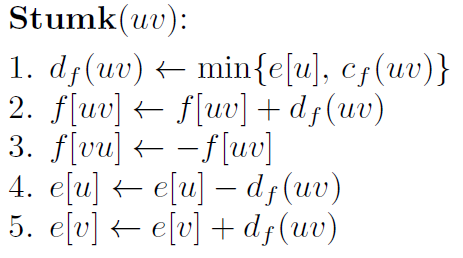 Stumk(uv):
1. d_f(uv) ← min{e[u], c_f(uv)}
2. f[uv] ← f[uv] + d_f(uv)
3. f[vu] ← −f[uv]
4. e[u] ← e[u] − d_f(uv)
5. e[v] ← e[v] + d_f(uv)